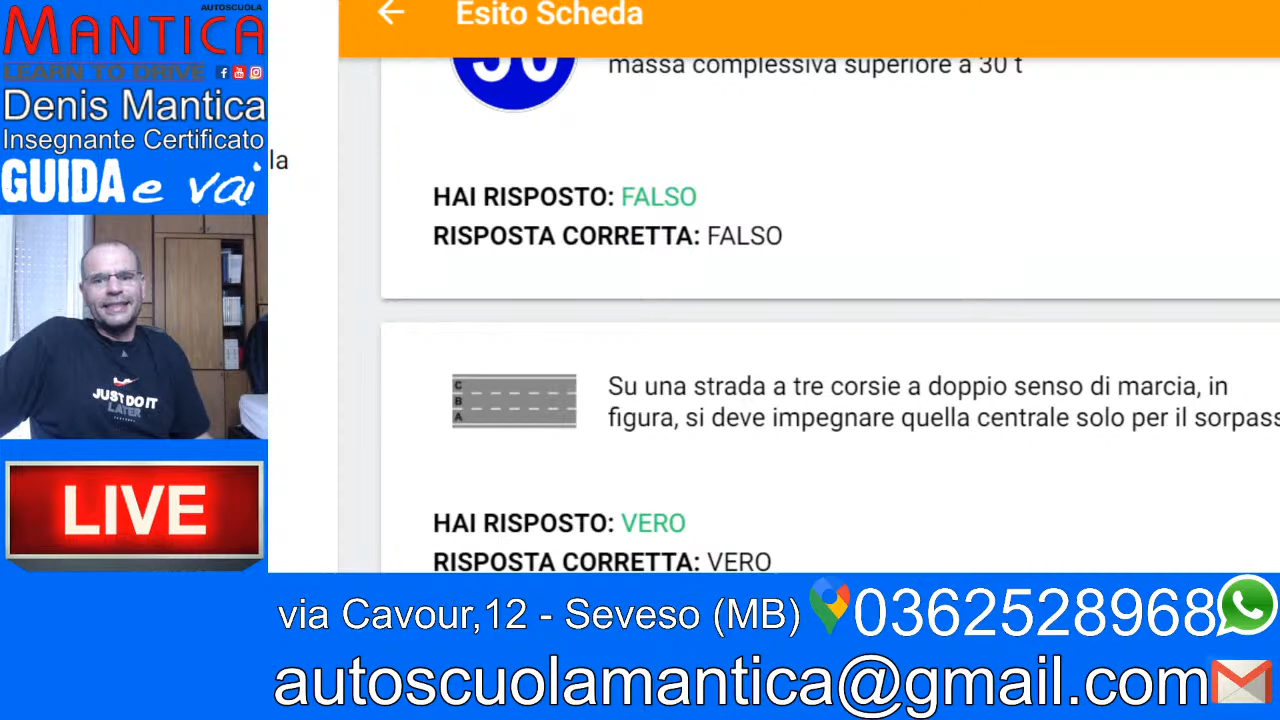 AUTOSCUOLA
MANTICA
LEARN TO DRIVE
Denis Mantica
Insegnante Certificato
GUIDA e vai
la
JUST DO IT
LATER
LIVE
Esito Scheda
30
massa complessiva superiore a 30 t
HAI RISPOSTO: FALSO
RISPOSTA CORRETTA: FALSO
C
B
A
Su una strada a tre corsie a doppio senso di marcia, in
figura, si deve impegnare quella centrale solo per il sorpass
HAI RISPOSTO: VERO
RISPOSTA CORRETTA: VERO
via Cavour,12 - Seveso (MB)
0362528968
autoscuolamantica@gmail.com